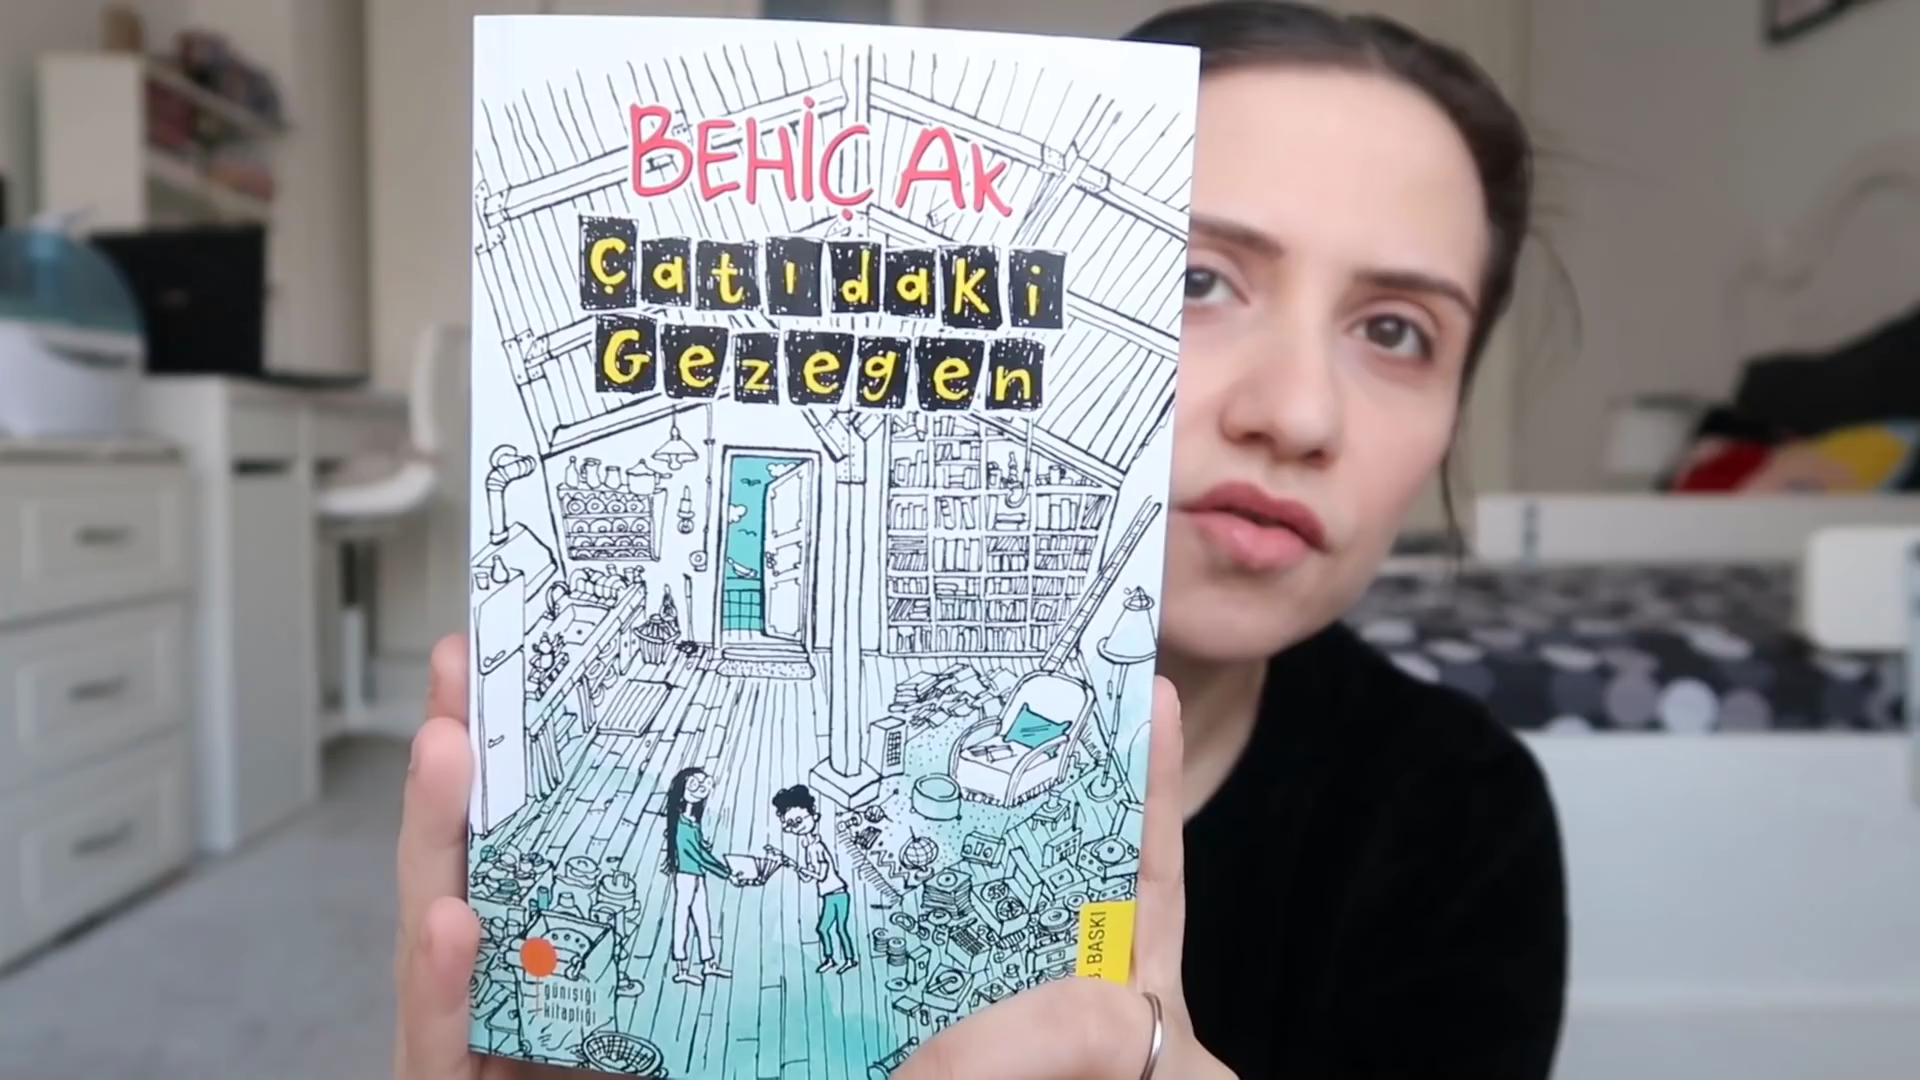 BEHİÇ AK
Çatıdaki
Gezegen
BASKI
günışığı
kitaplığı